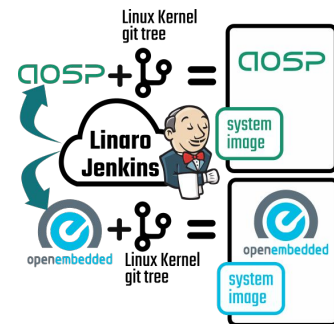 Linux Kernel
git tree
aosp
aosp
system
image
Linaro
Jenkins
openembedded
Linux Kernel
git tree
openembedded
system
image